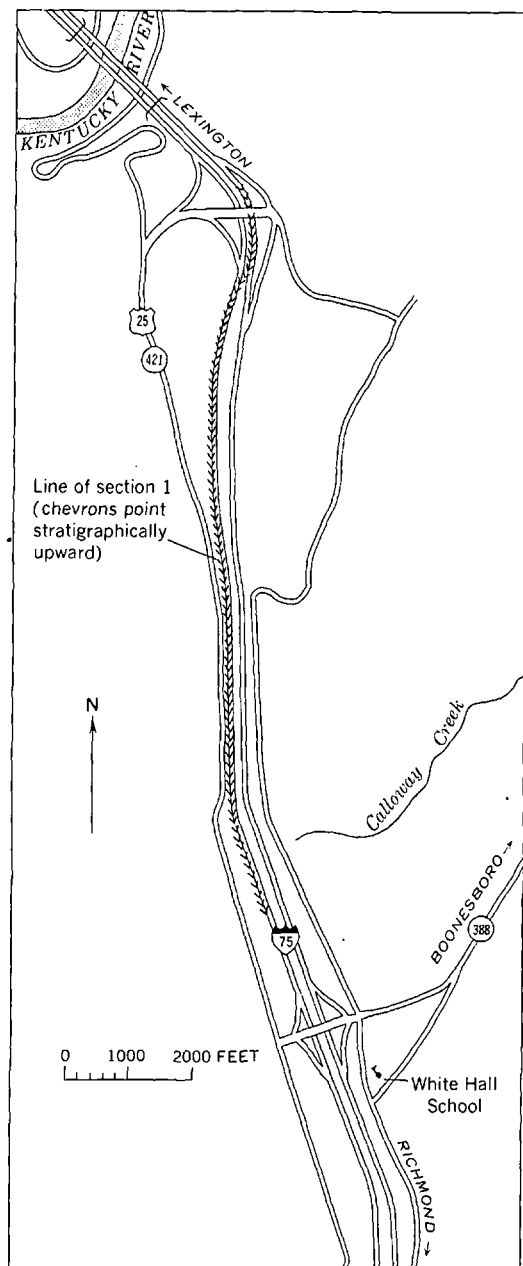 KENTUCKY RIVER
← LEXINGTON
25
421
Line of section 1
(chevrons point
stratigraphically
upward)
N
Calloway Creek
BOONESBORO →
388
75
0 1000 2000 FEET
White Hall
School
RICHMOND →